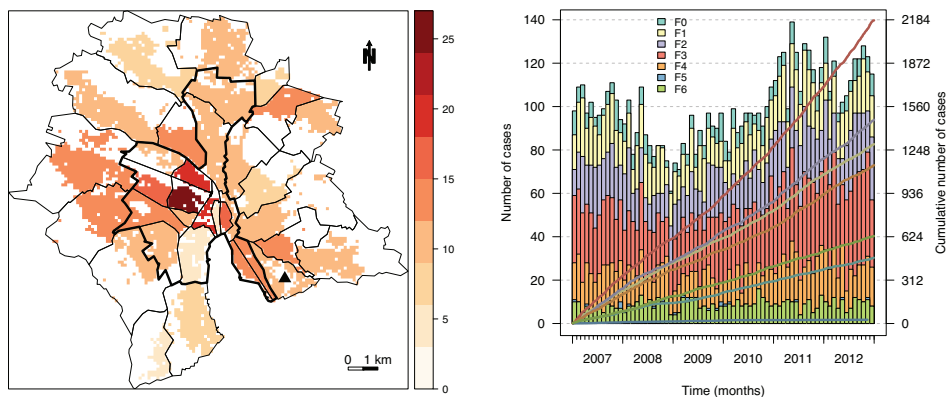 N
0 1 km
25
20
15
10
5
0
Number of cases
140
120
100
80
60
40
20
0
F0
F1
F2
F3
F4
F5
F6
2184
1872
1560
1248
936
624
312
0
Cumulative number of cases
2007 2008 2009 2010 2011 2012
Time (months)